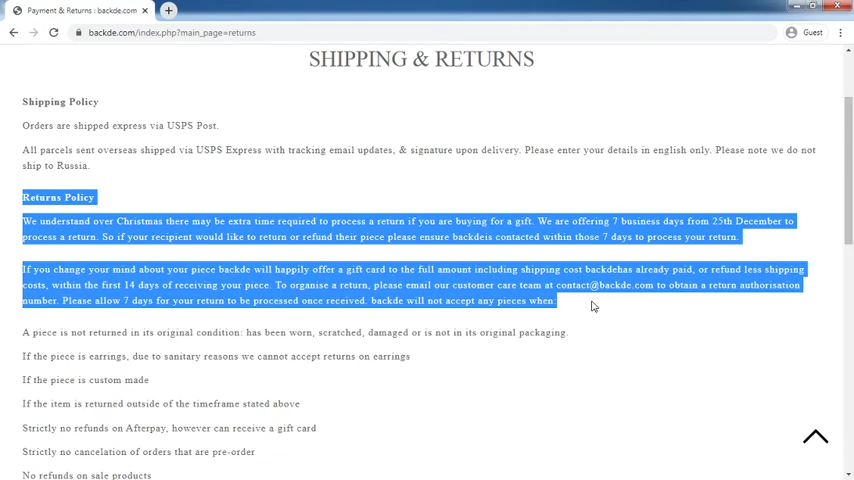 Payment & Returns : backde.com
backde.com/index.php?main_page=returns
Guest
SHIPPING & RETURNS
Shipping Policy
Orders are shipped express via USPS Post.
All parcels sent overseas shipped via USPS Express with tracking email updates, & signature upon delivery. Please enter your details in english only. Please note we do not
ship to Russia.
Returns Policy
We understand over Christmas there may be extra time required to process a return if you are buying for a gift. We are offering 7 business days from 25th December to
process a return. So if your recipient would like to return or refund their piece please ensure backdeis contacted within those 7 days to process your return.
If you change your mind about your piece backde will happily offer a gift card to the full amount including shipping cost backdehas already paid, or refund less shipping
costs, within the first 14 days of receiving your piece. To organise a return, please email our customer care team at contact@backde.com to obtain a return authorisation
number. Please allow 7 days for your return to be processed once received. backde will not accept any pieces when:
A piece is not returned in its original condition: has been worn, scratched, damaged or is not in its original packaging.
If the piece is earrings, due to sanitary reasons we cannot accept returns on earrings
If the piece is custom made
If the item is returned outside of the timeframe stated above
Strictly no refunds on Afterpay, however can receive a gift card
Strictly no cancelation of orders that are pre-order
No refunds on sale products